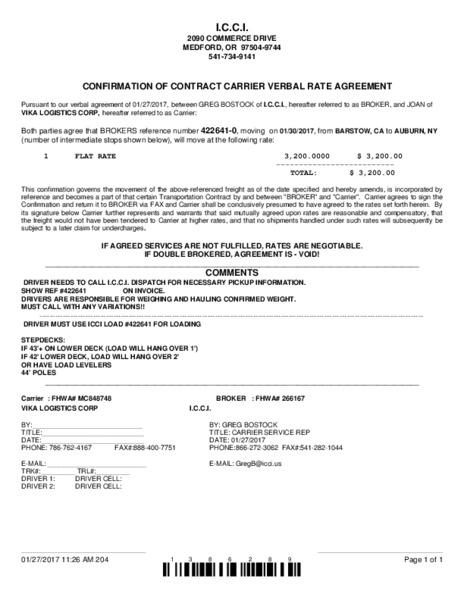 I.C.C.I.
2090 COMMERCE DRIVE
MEDFORD, OR 97504-9744
541-734-9141
CONFIRMATION OF CONTRACT CARRIER VERBAL RATE AGREEMENT
Pursuant to our verbal agreement of 01/27/2017, between GREG BOSTOCK of I.C.C.I., hereafter referred to as BROKER, and JOAN of
VIKA LOGISTICS CORP, hereafter referred to as Carrier:
Both parties agree that BROKERS reference number 422641-0, moving on 01/30/2017, from BARSTOW, CA to AUBURN, NY
(number of intermediate stops shown below), will move at the following rate:
1 FLAT RATE 3,200.0000 $ 3,200.00
TOTAL: $ 3,200.00
This confirmation governs the movement of the above-referenced freight as of the date specified and hereby amends, is incorporated by
reference and becomes a part of that certain Transportation Contract by and between "BROKER" and "Carrier". Carrier agrees to sign the
Confirmation and return it to BROKER via FAX and Carrier shall be conclusively presumed to have agreed to the rates set forth herein. By
its signature below Carrier further represents and warrants that said mutually agreed upon rates are reasonable and compensatory, that
the freight would not have been tendered to Carrier at higher rates, and that no shipments handled under such rates will subsequently be
subject to a later claim for undercharges.
IF AGREED SERVICES ARE NOT FULFILLED, RATES ARE NEGOTIABLE.
IF DOUBLE BROKERED, AGREEMENT IS - VOID!
COMMENTS
DRIVER NEEDS TO CALL I.C.C.I. DISPATCH FOR NECESSARY PICKUP INFORMATION.
SHOW REF #422641 ON INVOICE.
DRIVERS ARE RESPONSIBLE FOR WEIGHING AND HAULING CONFIRMED WEIGHT.
MUST CALL WITH ANY VARIATIONS!!
DRIVER MUST USE ICCI LOAD #422641 FOR LOADING
STEPDECKS:
IF 43'+ ON LOWER DECK (LOAD WILL HANG OVER 1')
IF 42' LOWER DECK, LOAD WILL HANG OVER 2'
OR HAVE LOAD LEVELERS
44' POLES
Carrier : FHWA# MC848748 BROKER : FHWA# 266167
VIKA LOGISTICS CORP I.C.C.I.
BY: BY: GREG BOSTOCK
TITLE: TITLE: CARRIER SERVICE REP
DATE: DATE: 01/27/2017
PHONE: 786-762-4167 FAX#:888-400-7751 PHONE:866-272-3062 FAX#:541-282-1044
E-MAIL: E-MAIL: GregB@icci.us
TRK#: TRL#:
DRIVER 1: DRIVER CELL:
DRIVER 2: DRIVER CELL:
01/27/2017 11:26 AM 204 1 3 8 6 2 8 9 Page 1 of 1